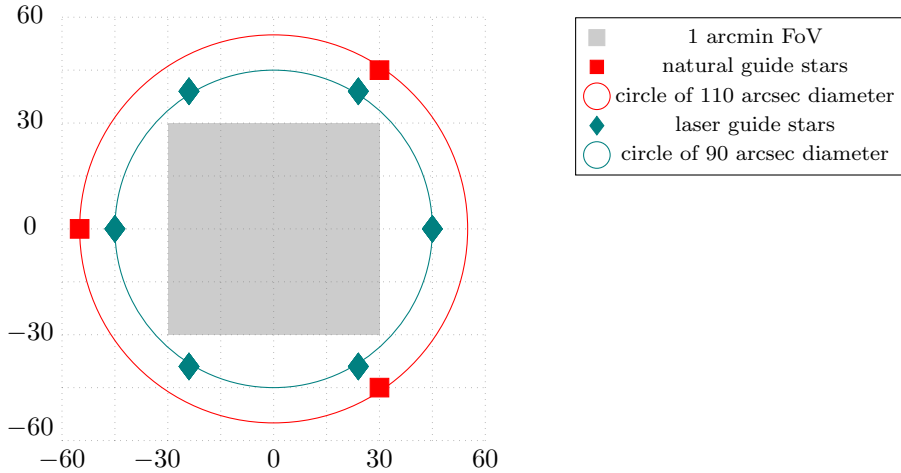 60
30
0
−30
−60
−60
−30
0
30
60
1 arcmin FoV
natural guide stars
circle of 110 arcsec diameter
laser guide stars
circle of 90 arcsec diameter